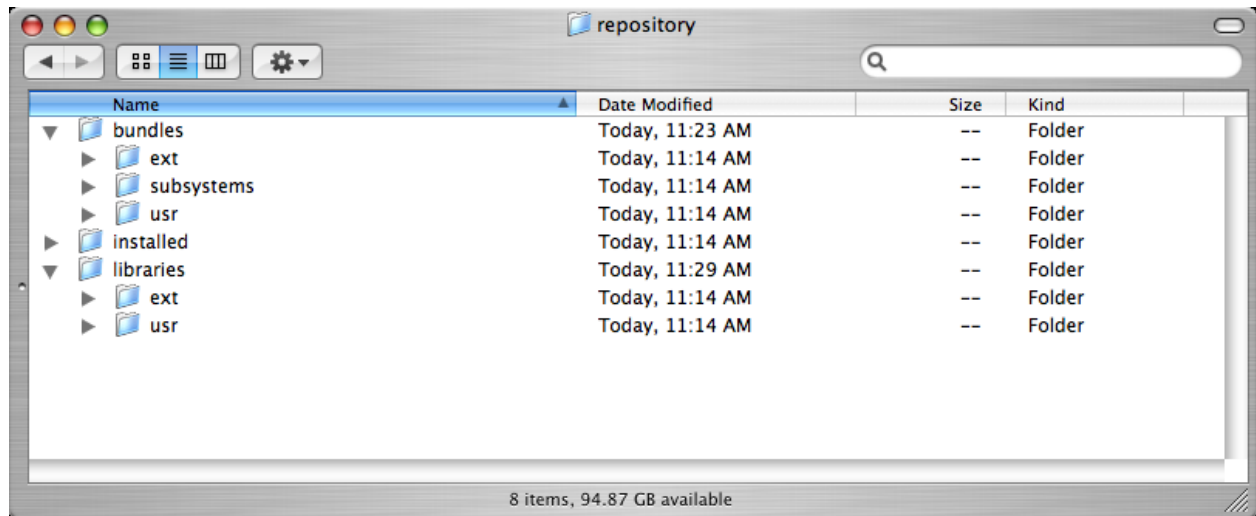 repository
Name Date Modified Size Kind
bundles Today, 11:23 AM -- Folder
ext Today, 11:14 AM -- Folder
subsystems Today, 11:14 AM -- Folder
usr Today, 11:14 AM -- Folder
installed Today, 11:14 AM -- Folder
libraries Today, 11:29 AM -- Folder
ext Today, 11:14 AM -- Folder
usr Today, 11:14 AM -- Folder
8 items, 94.87 GB available